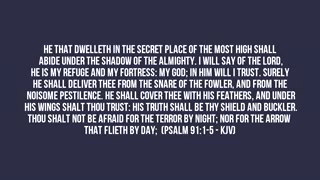 HE THAT DWELLETH IN THE SECRET PLACE OF THE MOST HIGH SHALL
ABIDE UNDER THE SHADOW OF THE ALMIGHTY. I WILL SAY OF THE LORD,
HE IS MY REFUGE AND MY FORTRESS: MY GOD; IN HIM WILL I TRUST. SURELY
HE SHALL DELIVER THEE FROM THE SNARE OF THE FOWLER, AND FROM THE
NOISOME PESTILENCE. HE SHALL COVER THEE WITH HIS FEATHERS, AND UNDER
HIS WINGS SHALT THOU TRUST: HIS TRUTH SHALL BE THY SHIELD AND BUCKLER.
THOU SHALT NOT BE AFRAID FOR THE TERROR BY NIGHT; NOR FOR THE ARROW
THAT FLIETH BY DAY; (PSALM 91:1-5 - KJV)